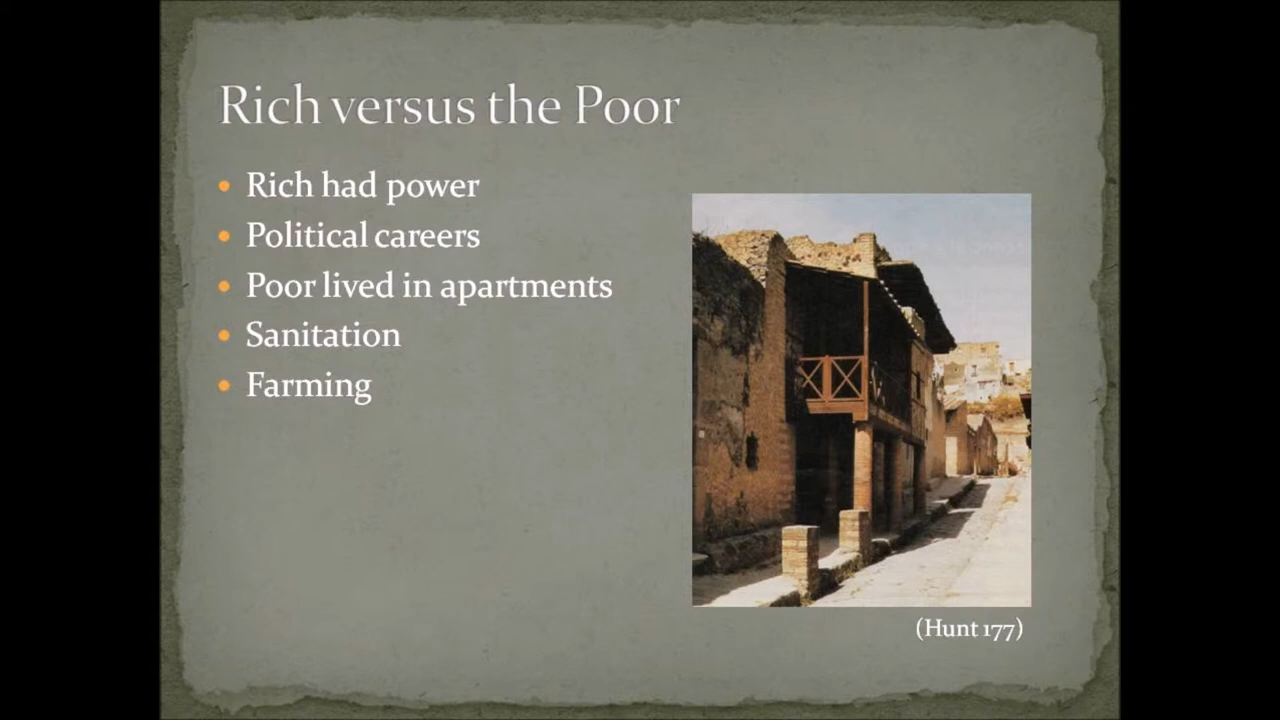 Rich versus the Poor
Rich had power
Political careers
Poor lived in apartments
Sanitation
Farming
(Hunt 177)